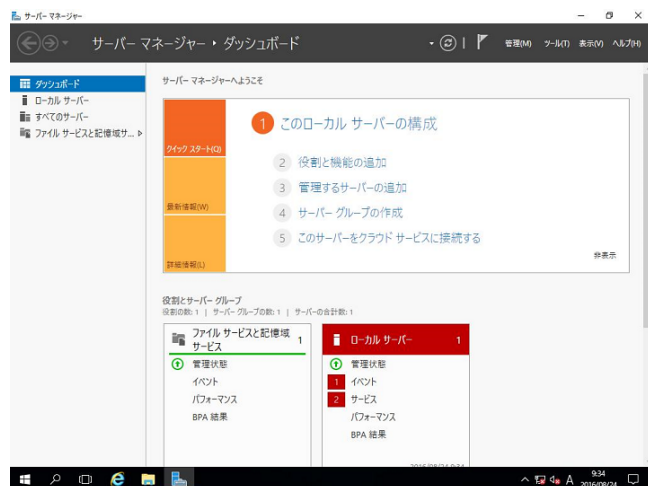 サーバー マネージャー
サーバー マネージャー ・ ダッシュボード
管理(M) ツール(T) 表示(V) ヘルプ(H)
ダッシュボード
ローカル サーバー
すべてのサーバー
ファイル サービスと記憶域サ...
サーバー マネージャーへようこそ
クイック スタート(Q)
最新情報(W)
詳細情報(L)
1 このローカル サーバーの構成
2 役割と機能の追加
3 管理するサーバーの追加
4 サーバー グループの作成
5 このサーバーをクラウド サービスに接続する
非表示
役割とサーバー グループ
役割の数: 1 | サーバー グループの数: 1 | サーバーの合計数: 1
ファイル サービスと記憶域
サービス
1
管理状態
イベント
パフォーマンス
BPA 結果
ローカル サーバー 1
管理状態
1 イベント
2 サービス
パフォーマンス
BPA 結果
2016/08/24 9:34
A
9:34
2016/08/24